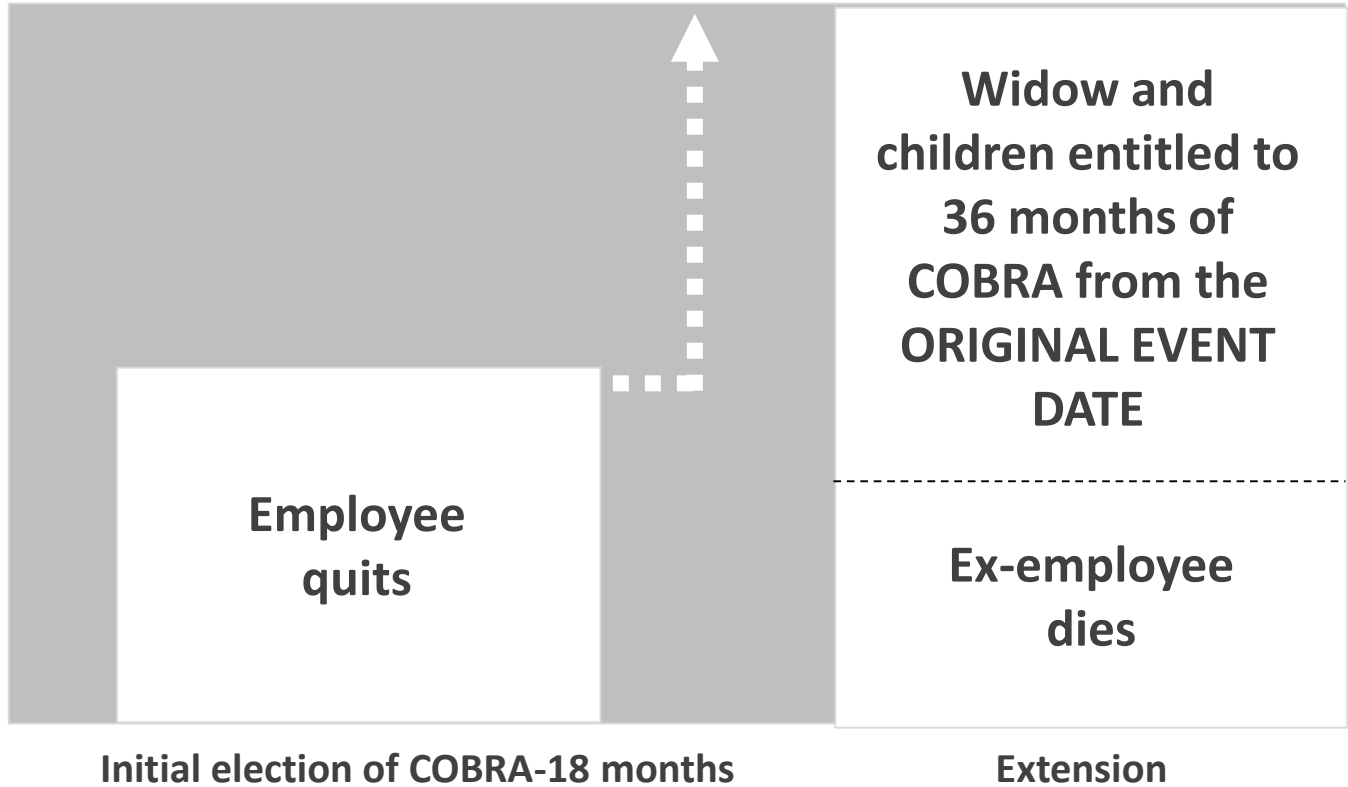 Widow and
children entitled to
36 months of
COBRA from the
ORIGINAL EVENT
DATE
Employee
quits
Ex-employee
dies
Initial election of COBRA-18 months
Extension